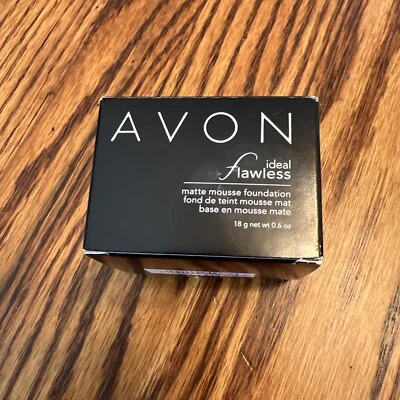 AVON
ideal
flawless
matte mousse foundation
fond de teint mousse mat
base en mousse mate
18 g net wt 0.6 oz